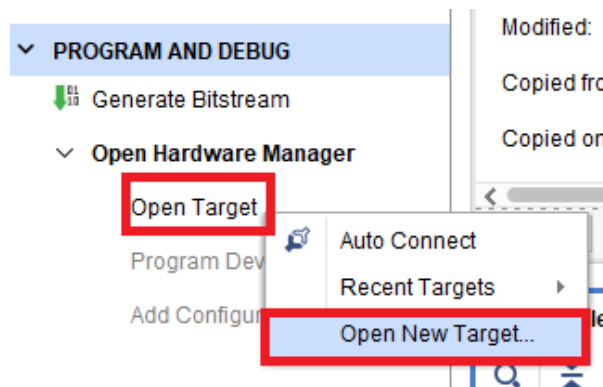 PROGRAM AND DEBUG
Generate Bitstream
Open Hardware Manager
Open Target
Program Dev
Add Configur
Auto Connect
Recent Targets
Open New Target...
Modified:
Copied fro
Copied on